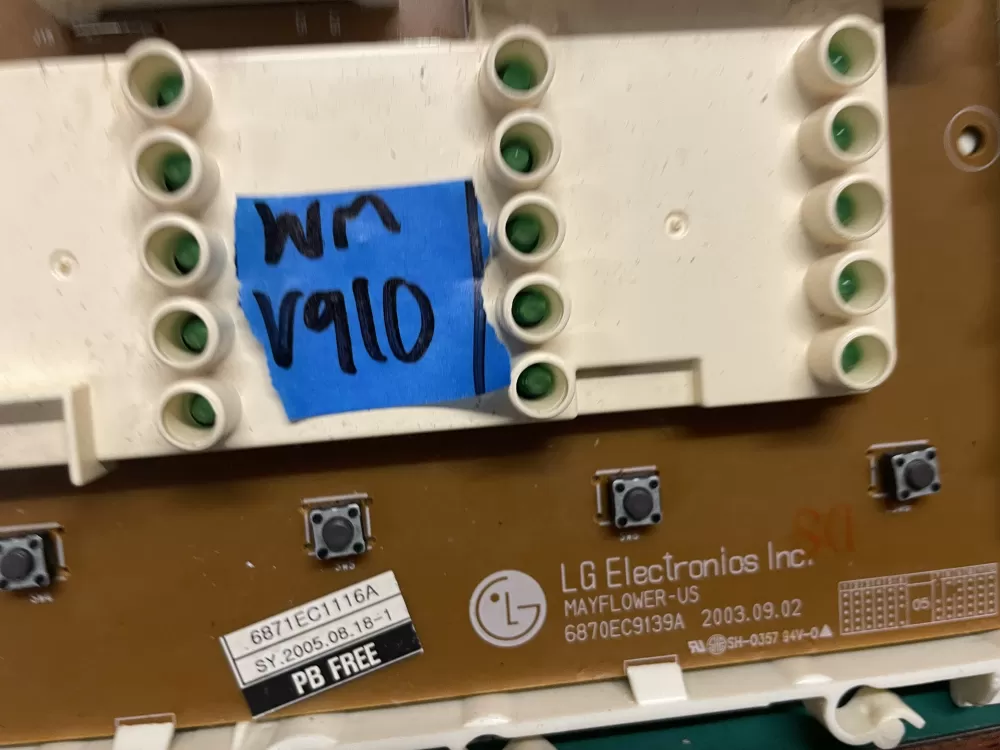 wm
V910
LG Electronics Inc.
MAYFLOWER-US
6870EC9139A 2003.09.02
SH-0357 94V-0
05
6871EC1116A
SY.2005.08.18-1
PB FREE